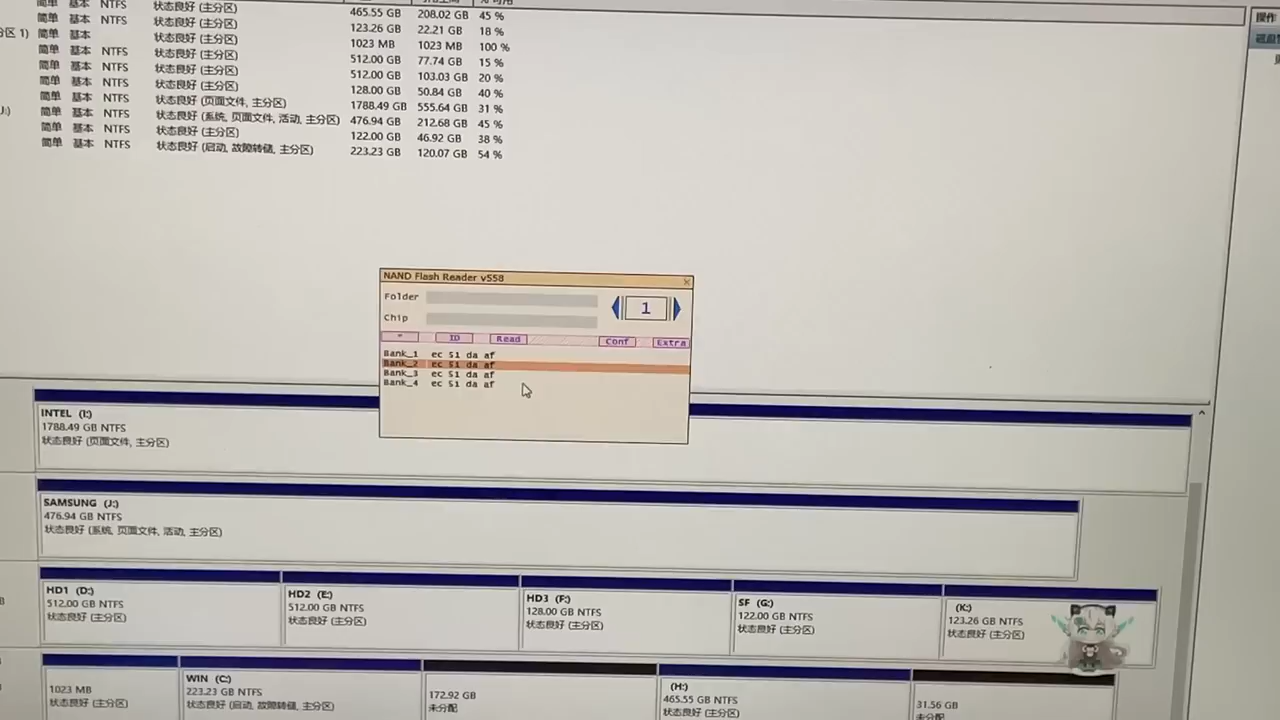 简单 基本 NTFS 状态良好 (主分区) 465.55 GB 208.02 GB 45 %
简单 基本 NTFS 状态良好 (主分区) 123.26 GB 22.21 GB 18 %
区 1) 简单 基本 状态良好 (主分区) 1023 MB 1023 MB 100 %
简单 基本 NTFS 状态良好 (主分区) 512.00 GB 77.74 GB 15 %
简单 基本 NTFS 状态良好 (主分区) 512.00 GB 103.03 GB 20 %
简单 基本 NTFS 状态良好 (主分区) 128.00 GB 50.84 GB 40 %
简单 基本 NTFS 状态良好 (页面文件, 主分区) 1788.49 GB 555.64 GB 31 %
简单 基本 NTFS 状态良好 (系统, 页面文件, 活动, 主分区) 476.94 GB 212.68 GB 45 %
简单 基本 NTFS 状态良好 (主分区) 122.00 GB 46.92 GB 38 %
简单 基本 NTFS 状态良好 (启动, 故障转储, 主分区) 223.23 GB 120.07 GB 54 %
操作
NAND Flash Reader v558
Folder
1
Chip
* ID Read Conf Extra
Bank_1 ec 51 da af
Bank_2 ec 51 da af
Bank_3 ec 51 da af
Bank_4 ec 51 da af
INTEL (I:)
1788.49 GB NTFS
状态良好 (页面文件, 主分区)
SAMSUNG (J:)
476.94 GB NTFS
状态良好 (系统, 页面文件, 活动, 主分区)
HD1 (D:)
512.00 GB NTFS
状态良好 (主分区)
HD2 (E:)
512.00 GB NTFS
状态良好 (主分区)
HD3 (F:)
128.00 GB NTFS
状态良好 (主分区)
SF (G:)
122.00 GB NTFS
状态良好 (主分区)
(K:)
123.26 GB NTFS
状态良好 (主分区)
1023 MB
状态良好 (主分区)
WIN (C:)
223.23 GB NTFS
状态良好 (启动, 故障转储, 主分区)
172.92 GB
未分配
(H:)
465.55 GB NTFS
状态良好 (主分区)
31.56 GB
未分配